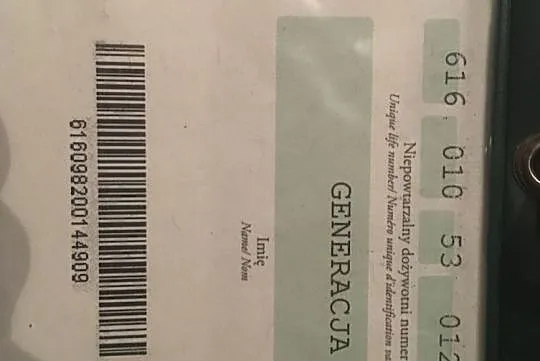 616 010 53 012
Niepowtarzalny dożywotni numer
Unique life number/ Numéro unique d'identification
GENERACJA
Imię
Name/ Nom
616098200144909